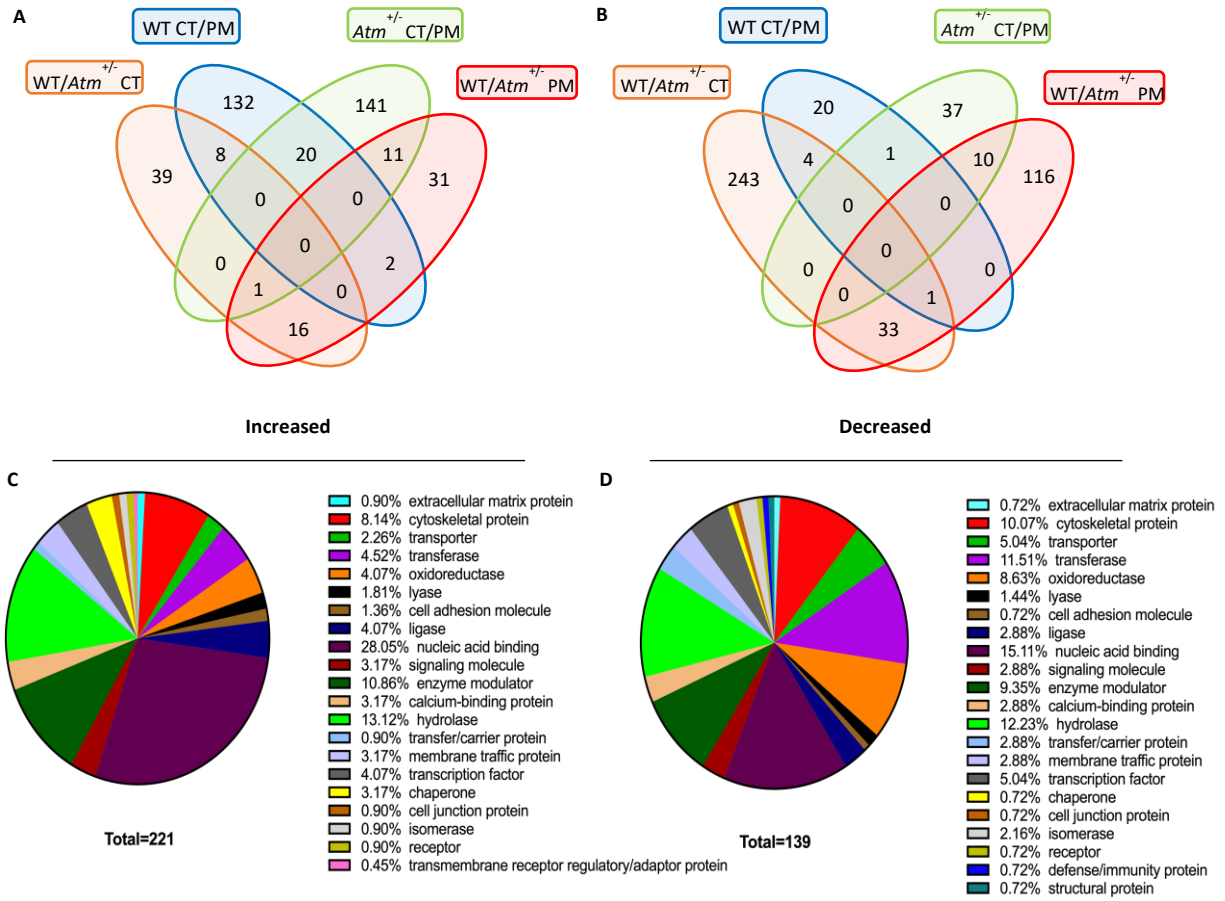 A
WT CT/PM
Atm+/- CT/PM
WT/Atm+/- CT
WT/Atm+/- PM
132
141
8
20
11
39
31
0
0
0
0
2
1
0
16
Increased
B
WT CT/PM
Atm+/- CT/PM
WT/Atm+/- CT
WT/Atm+/- PM
20
37
4
1
10
243
116
0
0
0
0
0
0
1
33
Decreased
C
0.90% extracellular matrix protein
8.14% cytoskeletal protein
2.26% transporter
4.52% transferase
4.07% oxidoreductase
1.81% lyase
1.36% cell adhesion molecule
4.07% ligase
28.05% nucleic acid binding
3.17% signaling molecule
10.86% enzyme modulator
3.17% calcium-binding protein
13.12% hydrolase
0.90% transfer/carrier protein
3.17% membrane traffic protein
4.07% transcription factor
3.17% chaperone
0.90% cell junction protein
0.90% isomerase
0.90% receptor
0.45% transmembrane receptor regulatory/adaptor protein
Total=221
D
0.72% extracellular matrix protein
10.07% cytoskeletal protein
5.04% transporter
11.51% transferase
8.63% oxidoreductase
1.44% lyase
0.72% cell adhesion molecule
2.88% ligase
15.11% nucleic acid binding
2.88% signaling molecule
9.35% enzyme modulator
2.88% calcium-binding protein
12.23% hydrolase
2.88% transfer/carrier protein
2.88% membrane traffic protein
5.04% transcription factor
0.72% chaperone
0.72% cell junction protein
2.16% isomerase
0.72% receptor
0.72% defense/immunity protein
0.72% structural protein
Total=139